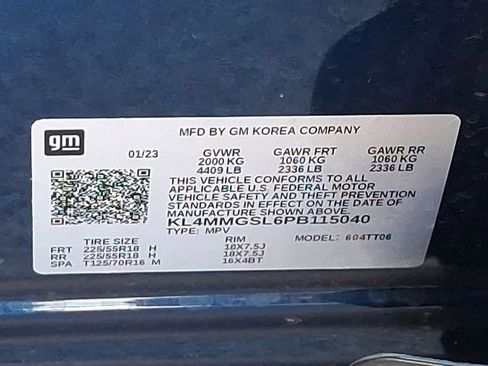 gm
MFD BY GM KOREA COMPANY
01/23 GVWR GAWR FRT GAWR RR
2000 KG 1060 KG 1060 KG
4409 LB 2336 LB 2336 LB
THIS VEHICLE CONFORMS TO ALL
APPLICABLE U.S. FEDERAL MOTOR
VEHICLE SAFETY AND THEFT PREVENTION
STANDARDS IN EFFECT ON THE DATE OF
MANUFACTURE SHOWN ABOVE.
KL4MMGSL6PB115040
TYPE: MPV
TIRE SIZE RIM MODEL: 604TT06
FRT 225/55R18 H 18X7.5J
RR 225/55R18 H 18X7.5J
SPA T125/70R16 M 16X4BT